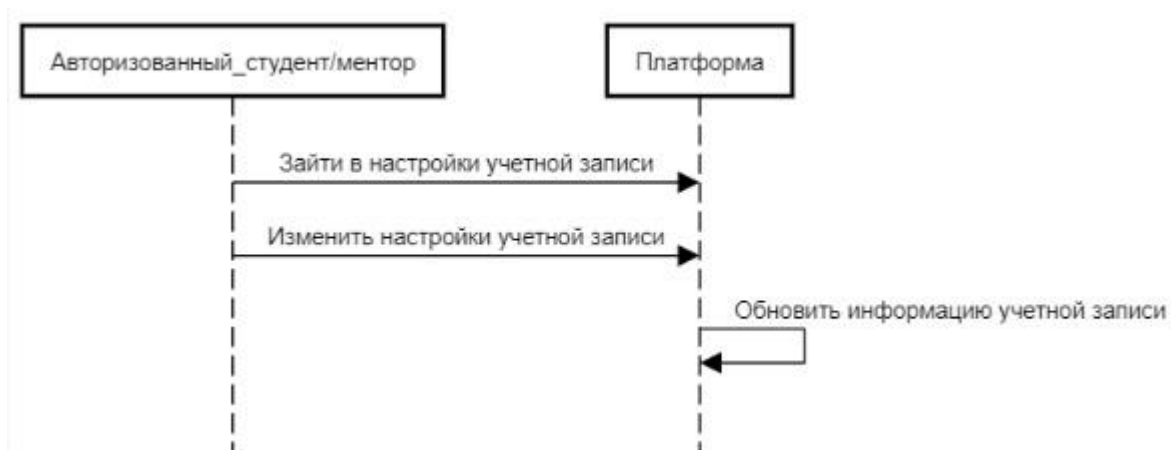 Авторизованный_студент/ментор
Платформа
Зайти в настройки учетной записи
Изменить настройки учетной записи
Обновить информацию учетной записи